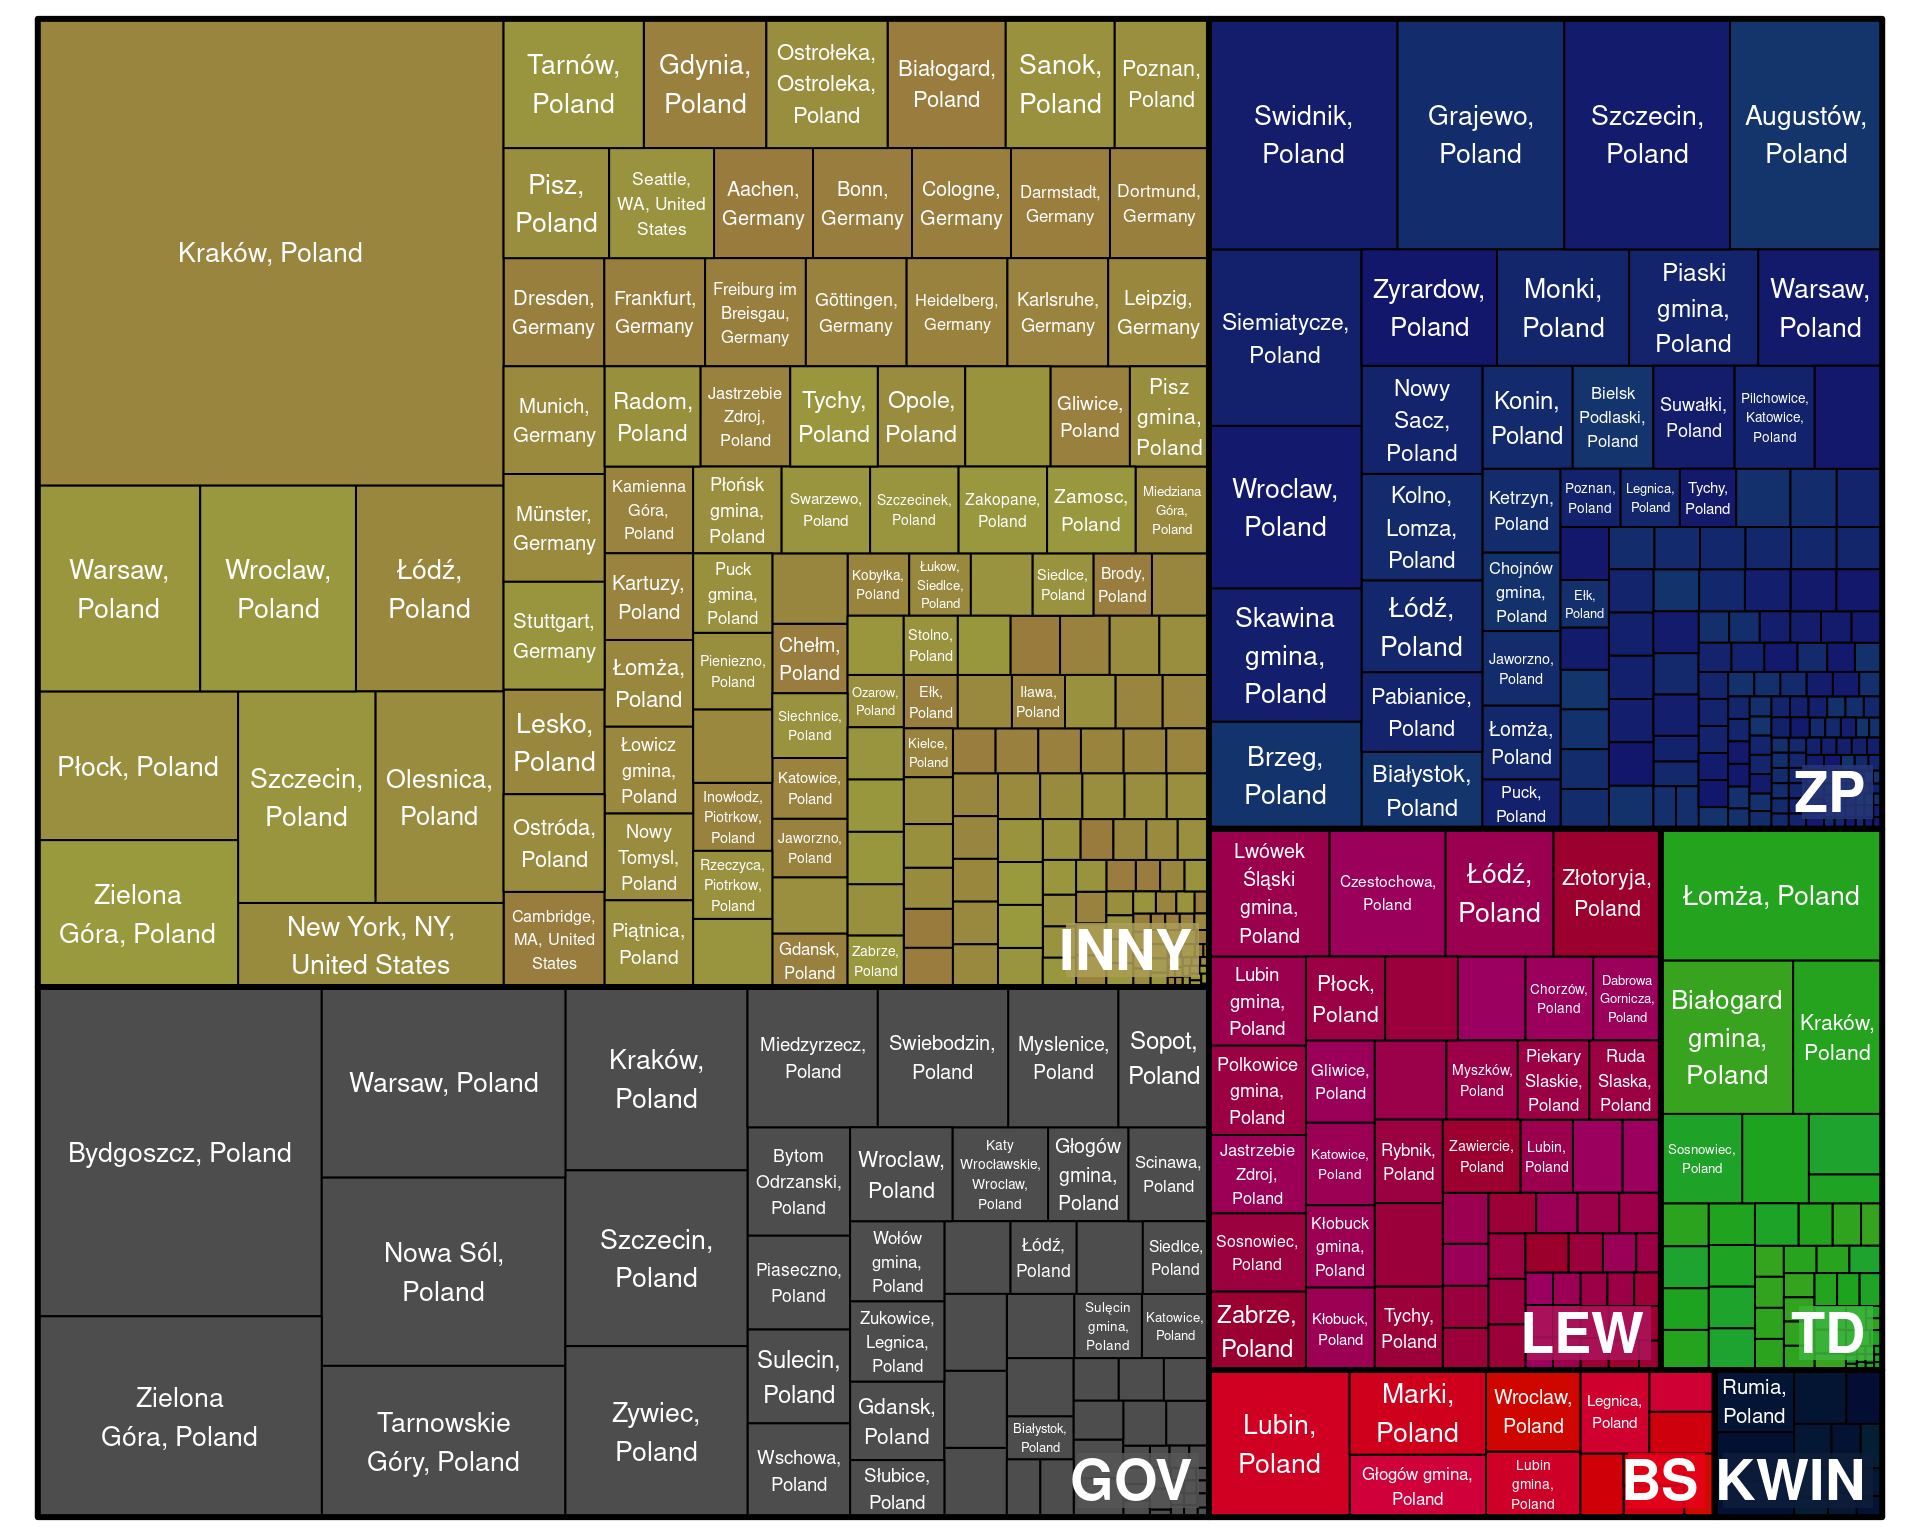 Kraków, Poland
Warsaw,
Poland
Wroclaw,
Poland
Łódź,
Poland
Płock, Poland
Zielona
Góra, Poland
Szczecin,
Poland
Olesnica,
Poland
New York, NY,
United States
Tarnów,
Poland
Gdynia,
Poland
Ostrołeka,
Ostroleka,
Poland
Białogard,
Poland
Sanok,
Poland
Poznan,
Poland
Pisz,
Poland
Seattle,
WA, United
States
Aachen,
Germany
Bonn,
Germany
Cologne,
Germany
Darmstadt,
Germany
Dortmund,
Germany
Dresden,
Germany
Frankfurt,
Germany
Freiburg im
Breisgau,
Germany
Göttingen,
Germany
Heidelberg,
Germany
Karlsruhe,
Germany
Leipzig,
Germany
Munich,
Germany
Münster,
Germany
Stuttgart,
Germany
Lesko,
Poland
Ostróda,
Poland
Cambridge,
MA, United
States
Radom,
Poland
Jastrzebie
Zdroj,
Poland
Tychy,
Poland
Opole,
Poland
Gliwice,
Poland
Pisz
gmina,
Poland
Kamienna
Góra,
Poland
Płońsk
gmina,
Poland
Swarzewo,
Poland
Szczecinek,
Poland
Zakopane,
Poland
Zamosc,
Poland
Miedziana
Góra,
Poland
Kartuzy,
Poland
Łomża,
Poland
Łowicz
gmina,
Poland
Nowy
Tomysl,
Poland
Piątnica,
Poland
Puck
gmina,
Poland
Pieniezno,
Poland
Inowłodz,
Piotrkow,
Poland
Rzeczyca,
Piotrkow,
Poland
Chełm,
Poland
Siechnice,
Poland
Katowice,
Poland
Jaworzno,
Poland
Gdansk,
Poland
Kobyłka,
Poland
Łukow,
Siedlce,
Poland
Siedlce,
Poland
Brody,
Poland
Stolno,
Poland
Ozarow,
Poland
Ełk,
Poland
Iława,
Poland
Kielce,
Poland
Zabrze,
Poland
INNY
Swidnik,
Poland
Grajewo,
Poland
Szczecin,
Poland
Augustów,
Poland
Siemiatycze,
Poland
Wroclaw,
Poland
Skawina
gmina,
Poland
Brzeg,
Poland
Zyrardow,
Poland
Monki,
Poland
Piaski
gmina,
Poland
Warsaw,
Poland
Nowy
Sacz,
Poland
Kolno,
Lomza,
Poland
Łódź,
Poland
Pabianice,
Poland
Białystok,
Poland
Konin,
Poland
Bielsk
Podlaski,
Poland
Suwałki,
Poland
Pilchowice,
Katowice,
Poland
Ketrzyn,
Poland
Chojnów
gmina,
Poland
Jaworzno,
Poland
Łomża,
Poland
Puck,
Poland
Poznan,
Poland
Legnica,
Poland
Tychy,
Poland
Ełk,
Poland
ZP
Bydgoszcz, Poland
Zielona
Góra, Poland
Warsaw, Poland
Nowa Sól,
Poland
Tarnowskie
Góry, Poland
Kraków,
Poland
Szczecin,
Poland
Zywiec,
Poland
Miedzyrzecz,
Poland
Swiebodzin,
Poland
Myslenice,
Poland
Sopot,
Poland
Bytom
Odrzanski,
Poland
Piaseczno,
Poland
Sulecin,
Poland
Wschowa,
Poland
Wroclaw,
Poland
Katy
Wrocławskie,
Wroclaw,
Poland
Głogów
gmina,
Poland
Scinawa,
Poland
Wołów
gmina,
Poland
Zukowice,
Legnica,
Poland
Gdansk,
Poland
Słubice,
Poland
Łódź,
Poland
Siedlce,
Poland
Sulęcin
gmina,
Poland
Katowice,
Poland
Białystok,
Poland
GOV
Lwówek
Śląski
gmina,
Poland
Czestochowa,
Poland
Łódź,
Poland
Złotoryja,
Poland
Lubin
gmina,
Poland
Polkowice
gmina,
Poland
Jastrzebie
Zdroj,
Poland
Sosnowiec,
Poland
Zabrze,
Poland
Płock,
Poland
Chorzów,
Poland
Dabrowa
Gornicza,
Poland
Gliwice,
Poland
Katowice,
Poland
Kłobuck
gmina,
Poland
Kłobuck,
Poland
Myszków,
Poland
Piekary
Slaskie,
Poland
Ruda
Slaska,
Poland
Rybnik,
Poland
Zawiercie,
Poland
Lubin,
Poland
Tychy,
Poland
LEW
Łomża, Poland
Białogard
gmina,
Poland
Kraków,
Poland
Sosnowiec,
Poland
TD
Lubin,
Poland
Marki,
Poland
Głogów gmina,
Poland
Wroclaw,
Poland
Lubin
gmina,
Poland
Legnica,
Poland
BS
Rumia,
Poland
KWIN